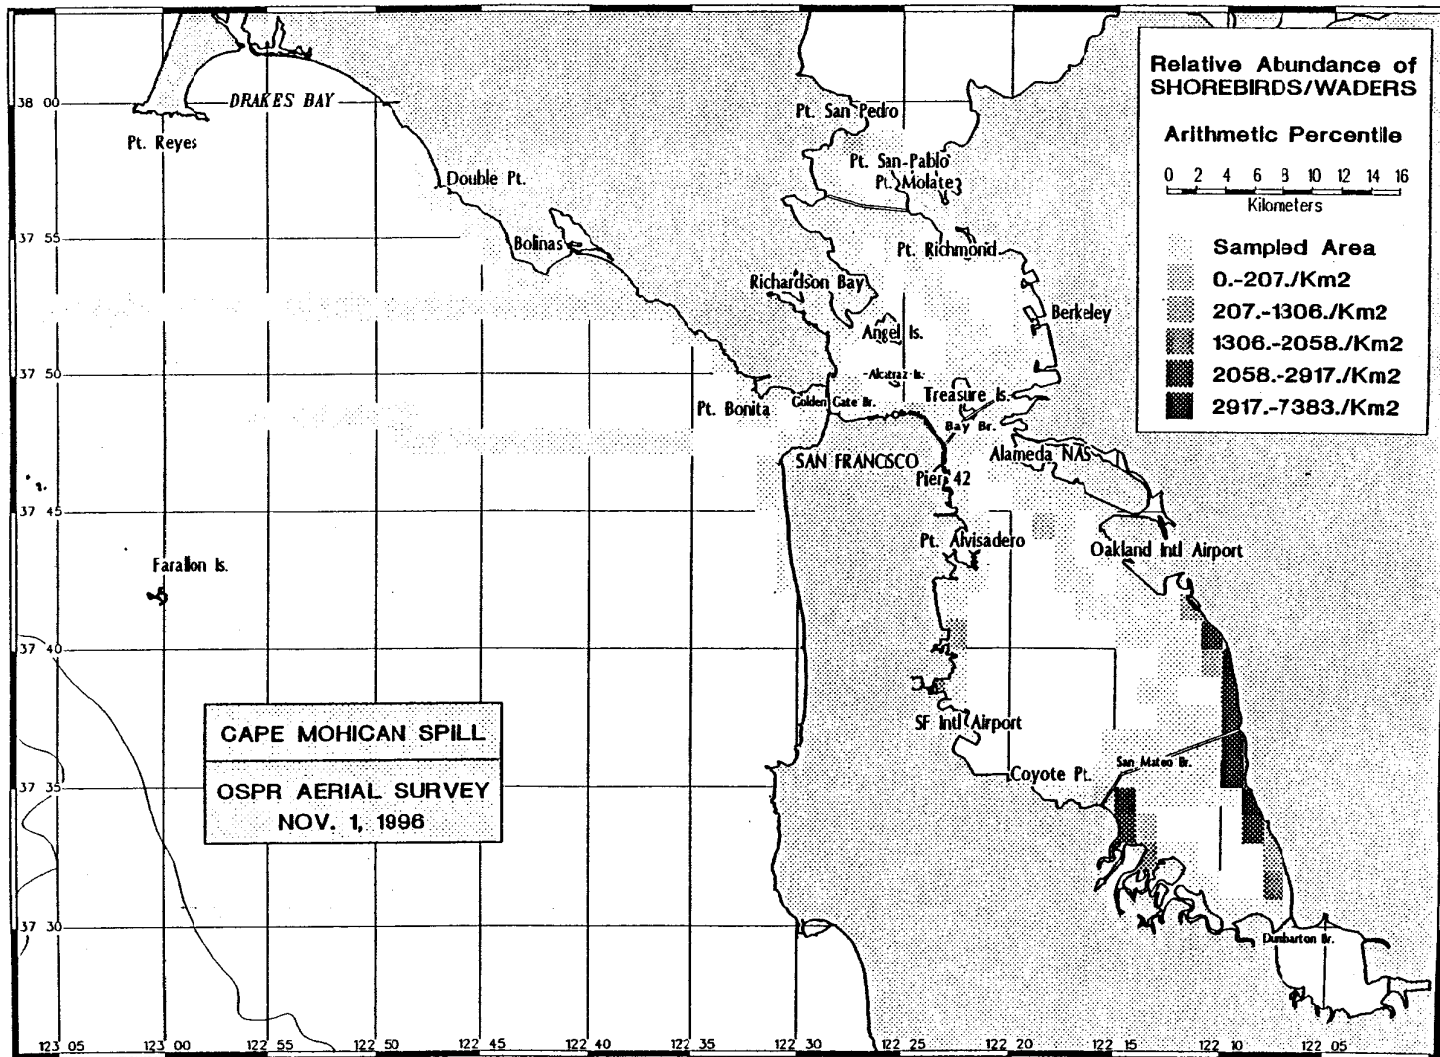 Relative Abundance of
SHOREBIRDS/WADERS
Arithmetic Percentile
0 2 4 6 8 10 12 14 16
Kilometers
Sampled Area
0.-207./Km2
207.-1306./Km2
1306.-2058./Km2
2058.-2917./Km2
2917.-7383./Km2
38 00
DRAKES BAY
Pt. Reyes
Pt. San Pedro
Pt. San-Pablo
Pt. Molate
Double Pt.
37 55
Bolinas
Pt. Richmond
Richardson Bay
Berkeley
Angel Is.
37 50
-Alcatraz-Is.
Treasure Is.
Pt. Bonita
Golden Gate Br.
Bay Br.
SAN FRANCISCO
Alameda NAS
Pier 42
37 45
Pt. Alvisadero
Oakland Intl Airport
Farallon Is.
37 40
SF Intl Airport
CAPE MOHICAN SPILL
OSPR AERIAL SURVEY
NOV. 1, 1996
San Mateo Br.
Coyote Pt.
37 35
37 30
Dunbarton Br.
123 05 123 00 122 55 122 50 122 45 122 40 122 35 122 30 122 25 122 20 122 15 122 10 122 05